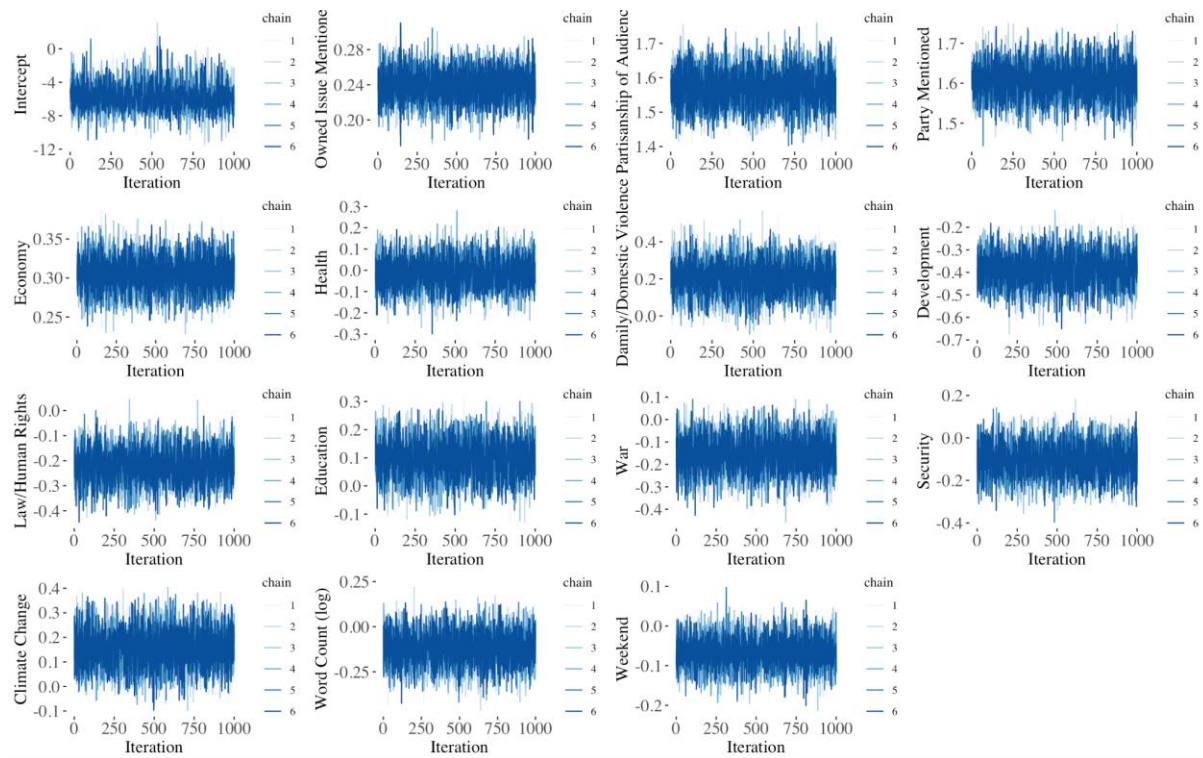 Intercept
0
-4
-8
-12
0 250 500 750 1000
Iteration
chain
1
2
3
4
5
6
Owned Issue Mentione
0.28
0.24
0.20
0 250 500 750 1000
Iteration
chain
1
2
3
4
5
6
Partisanship of Audienc
1.7
1.6
1.5
1.4
0 250 500 750 1000
Iteration
chain
1
2
3
4
5
6
Party Mentioned
1.7
1.6
1.5
0 250 500 750 1000
Iteration
chain
1
2
3
4
5
6
Economy
0.35
0.30
0.25
0 250 500 750 1000
Iteration
chain
1
2
3
4
5
6
Health
0.3
0.2
0.1
0.0
-0.1
-0.2
-0.3
0 250 500 750 1000
Iteration
chain
1
2
3
4
5
6
Damily/Domestic Violence
0.4
0.2
0.0
0 250 500 750 1000
Iteration
chain
1
2
3
4
5
6
Development
-0.2
-0.3
-0.4
-0.5
-0.6
-0.7
0 250 500 750 1000
Iteration
chain
1
2
3
4
5
6
Law/Human Rights
0.0
-0.1
-0.2
-0.3
-0.4
0 250 500 750 1000
Iteration
chain
1
2
3
4
5
6
Education
0.3
0.2
0.1
0.0
-0.1
0 250 500 750 1000
Iteration
chain
1
2
3
4
5
6
War
0.1
0.0
-0.1
-0.2
-0.3
-0.4
0 250 500 750 1000
Iteration
chain
1
2
3
4
5
6
Security
0.2
0.0
-0.2
-0.4
0 250 500 750 1000
Iteration
chain
1
2
3
4
5
6
Climate Change
0.4
0.3
0.2
0.1
0.0
-0.1
0 250 500 750 1000
Iteration
chain
1
2
3
4
5
6
Word Count (log)
0.25
0.00
-0.25
0 250 500 750 1000
Iteration
chain
1
2
3
4
5
6
Weekend
0.1
0.0
-0.1
-0.2
0 250 500 750 1000
Iteration
chain
1
2
3
4
5
6